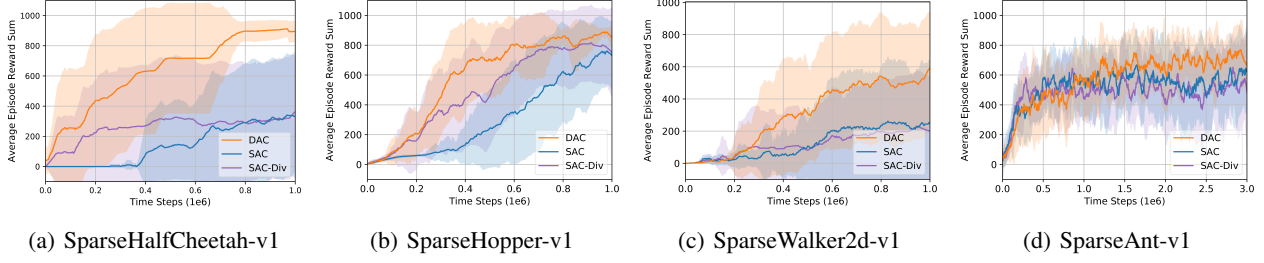 Average Episode Reward Sum
1000
800
600
400
200
0
0.0 0.2 0.4 0.6 0.8 1.0
Time Steps (1e6)
DAC
SAC
SAC-Div
(a) SparseHalfCheetah-v1
Average Episode Reward Sum
1000
800
600
400
200
0
0.0 0.2 0.4 0.6 0.8 1.0
Time Steps (1e6)
DAC
SAC
SAC-Div
(b) SparseHopper-v1
Average Episode Reward Sum
1000
800
600
400
200
0
0.0 0.2 0.4 0.6 0.8 1.0
Time Steps (1e6)
DAC
SAC
SAC-Div
(c) SparseWalker2d-v1
Average Episode Reward Sum
1000
800
600
400
200
0
0.0 0.5 1.0 1.5 2.0 2.5 3.0
Time Steps (1e6)
DAC
SAC
SAC-Div
(d) SparseAnt-v1